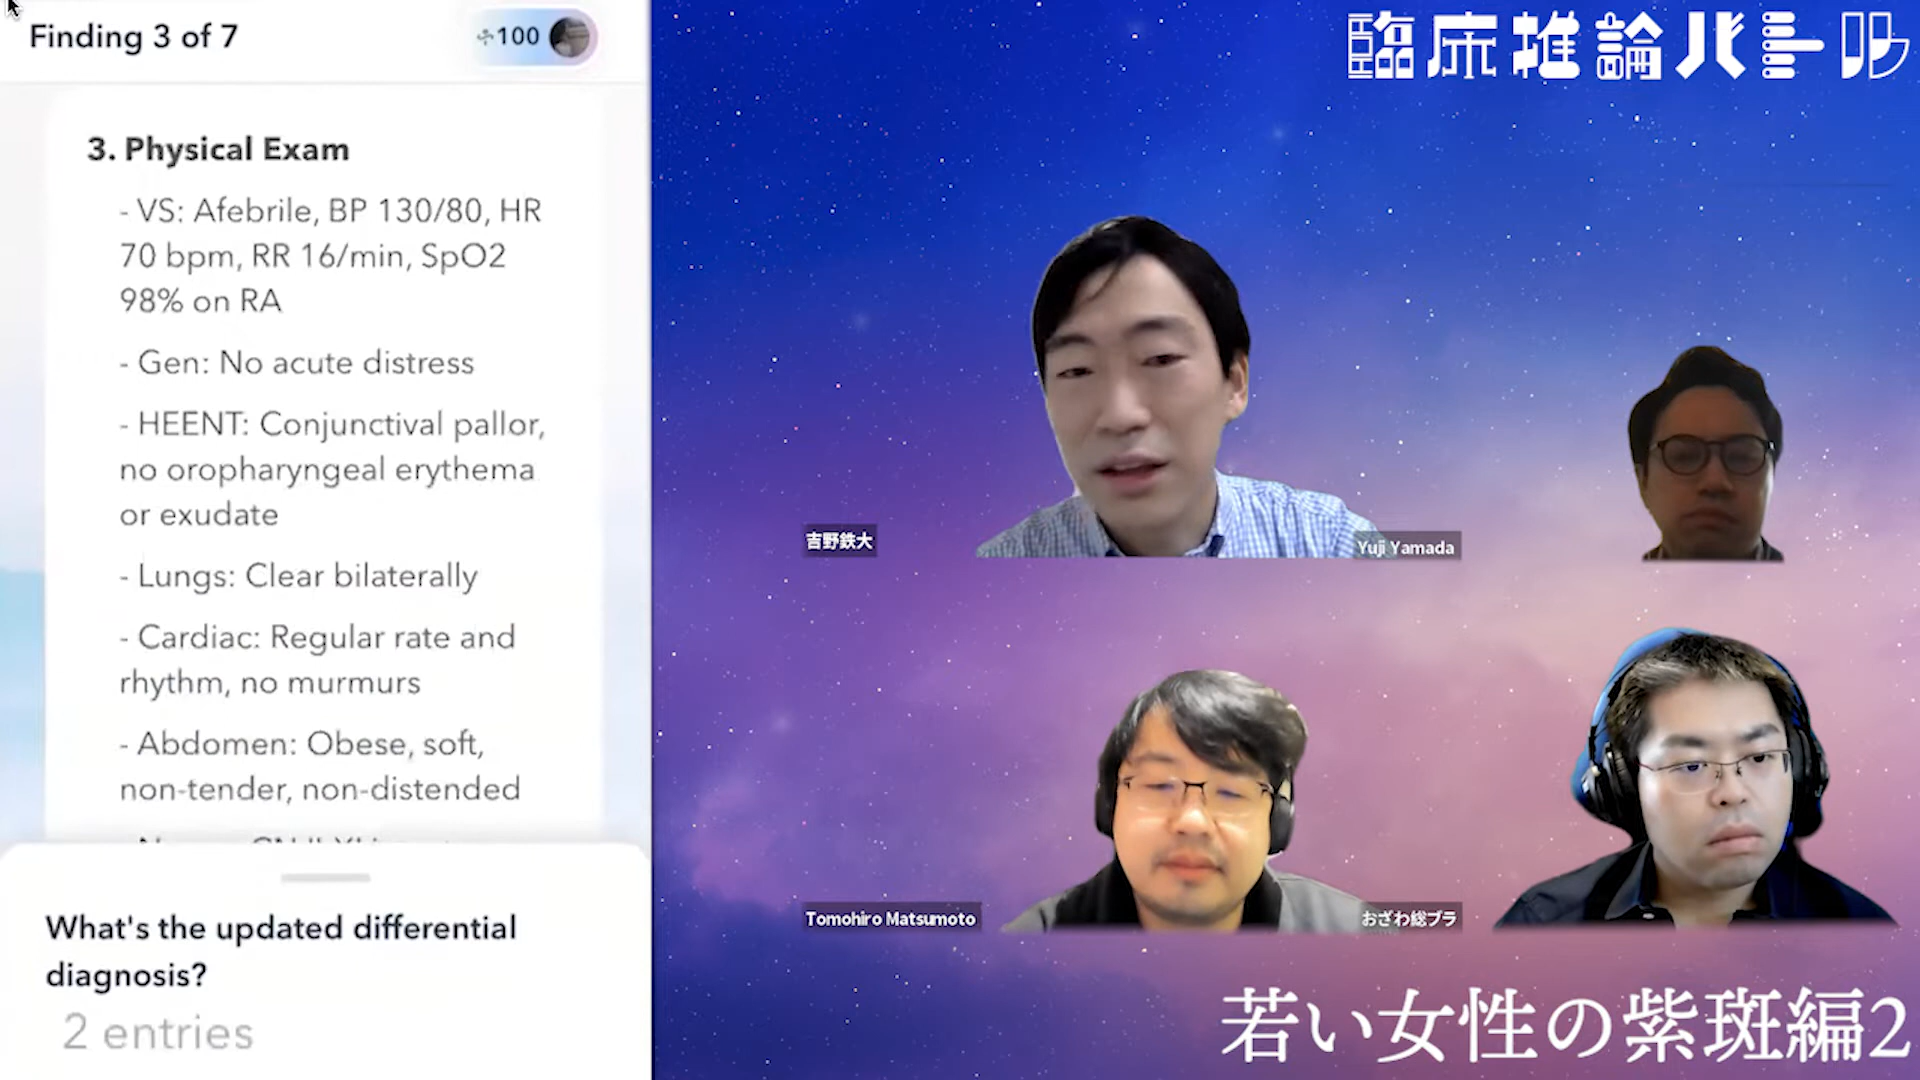 Finding 3 of 7
100
3. Physical Exam
- VS: Afebrile, BP 130/80, HR
70 bpm, RR 16/min, SpO2
98% on RA
- Gen: No acute distress
- HEENT: Conjunctival pallor,
no oropharyngeal erythema
or exudate
- Lungs: Clear bilaterally
- Cardiac: Regular rate and
rhythm, no murmurs
- Abdomen: Obese, soft,
non-tender, non-distended
What's the updated differential
diagnosis?
2 entries
臨床推論バトル
吉野鉄大
Yuji Yamada
Tomohiro Matsumoto
おざわ総ブラ
若い女性の紫斑編2